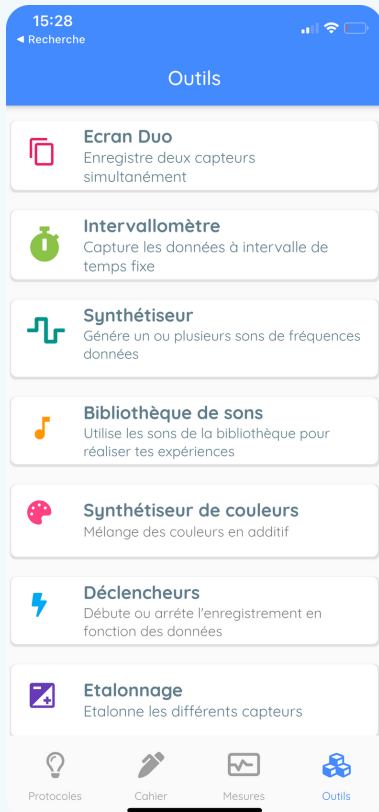 15:28
◀ Recherche
Outils
Ecran Duo
Enregistre deux capteurs
simultanément
Intervallomètre
Capture les données à intervalle de
temps fixe
Synthétiseur
Génére un ou plusieurs sons de fréquences
données
Bibliothèque de sons
Utilise les sons de la bibliothèque pour
réaliser tes expériences
Synthétiseur de couleurs
Mélange des couleurs en additif
Déclencheurs
Débute ou arréte l'enregistrement en
fonction des données
Etalonnage
Etalonne les différents capteurs
Protocoles
Cahier
Mesures
Outils